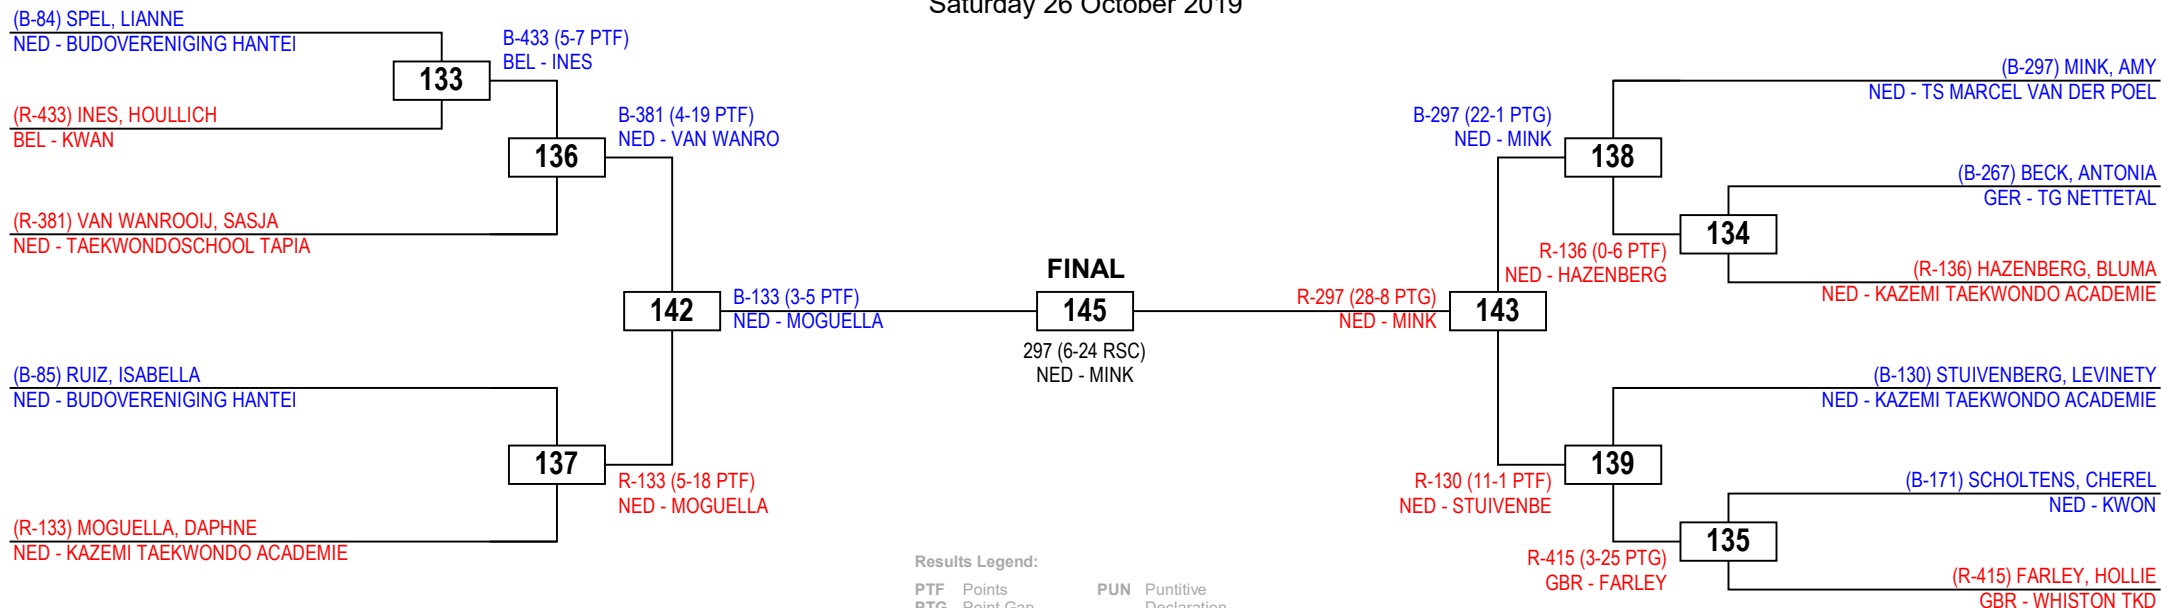 Saturday 26 October 2019
(B-84) SPEL, LIANNE
NED - BUDOVERENIGING HANTEI
B-433 (5-7 PTF)
BEL - INES
133
(R-433) INES, HOULLICH
BEL - KWAN
B-381 (4-19 PTF)
NED - VAN WANRO
136
(R-381) VAN WANROOIJ, SASJA
NED - TAEKWONDOSCHOOL TAPIA
142
B-133 (3-5 PTF)
NED - MOGUELLA
(B-85) RUIZ, ISABELLA
NED - BUDOVERENIGING HANTEI
137
R-133 (5-18 PTF)
NED - MOGUELLA
(R-133) MOGUELLA, DAPHNE
NED - KAZEMI TAEKWONDO ACADEMIE
FINAL
145
297 (6-24 RSC)
NED - MINK
(B-297) MINK, AMY
NED - TS MARCEL VAN DER POEL
B-297 (22-1 PTG)
NED - MINK
138
(B-267) BECK, ANTONIA
GER - TG NETTETAL
134
R-136 (0-6 PTF)
NED - HAZENBERG
(R-136) HAZENBERG, BLUMA
NED - KAZEMI TAEKWONDO ACADEMIE
R-297 (28-8 PTG)
NED - MINK
143
(B-130) STUIVENBERG, LEVINETY
NED - KAZEMI TAEKWONDO ACADEMIE
139
R-130 (11-1 PTF)
NED - STUIVENBE
(B-171) SCHOLTENS, CHEREL
NED - KWON
135
R-415 (3-25 PTG)
GBR - FARLEY
(R-415) FARLEY, HOLLIE
GBR - WHISTON TKD
Results Legend:
PTF Points PUN Puntitive
PTG Point Gap Declaration